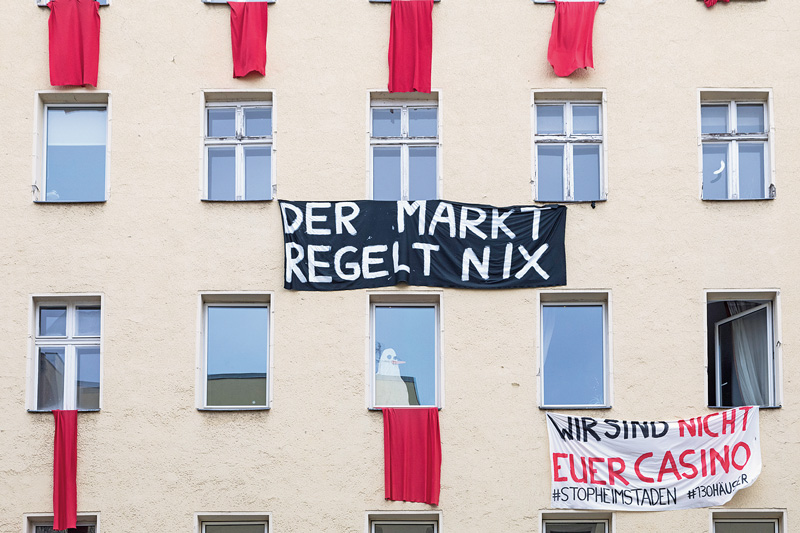 DER MARKT
REGELT NIX
WIR SIND NICHT
EUER CASINO
#STOPHEIMSTADEN #130HÄUSER